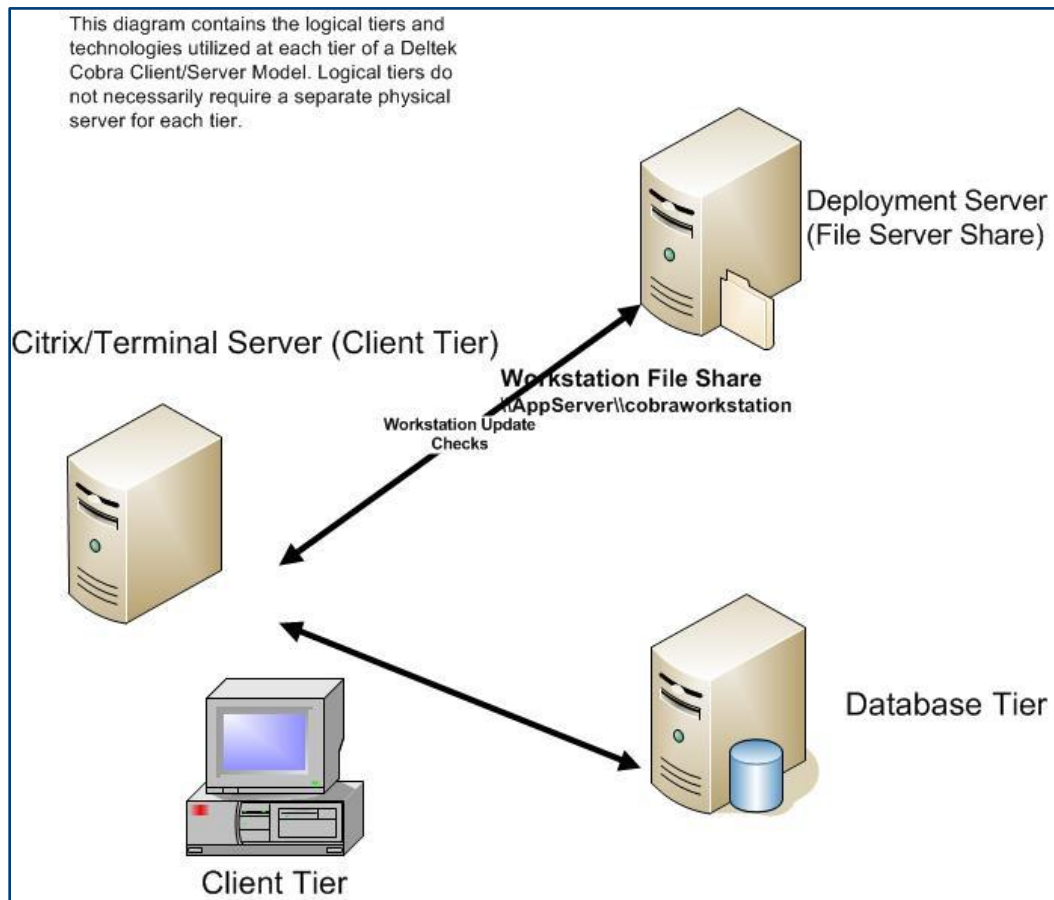 This diagram contains the logical tiers and
technologies utilized at each tier of a Deltek
Cobra Client/Server Model. Logical tiers do
not necessarily require a separate physical
server for each tier.
Deployment Server
(File Server Share)
Citrix/Terminal Server (Client Tier)
Workstation File Share
\\AppServer\\cobraworkstation
Workstation Update
Checks
Database Tier
Client Tier